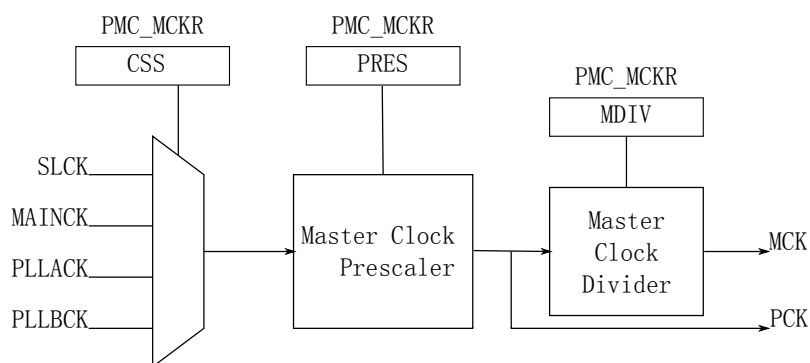 PMC_MCKR
PMC_MCKR
CSS
PRES
PMC_MCKR
MDIV
SLCK
MAINCK
PLLACK
PLLBCK
Master Clock
Prescaler
Master
Clock
Divider
MCK
PCK